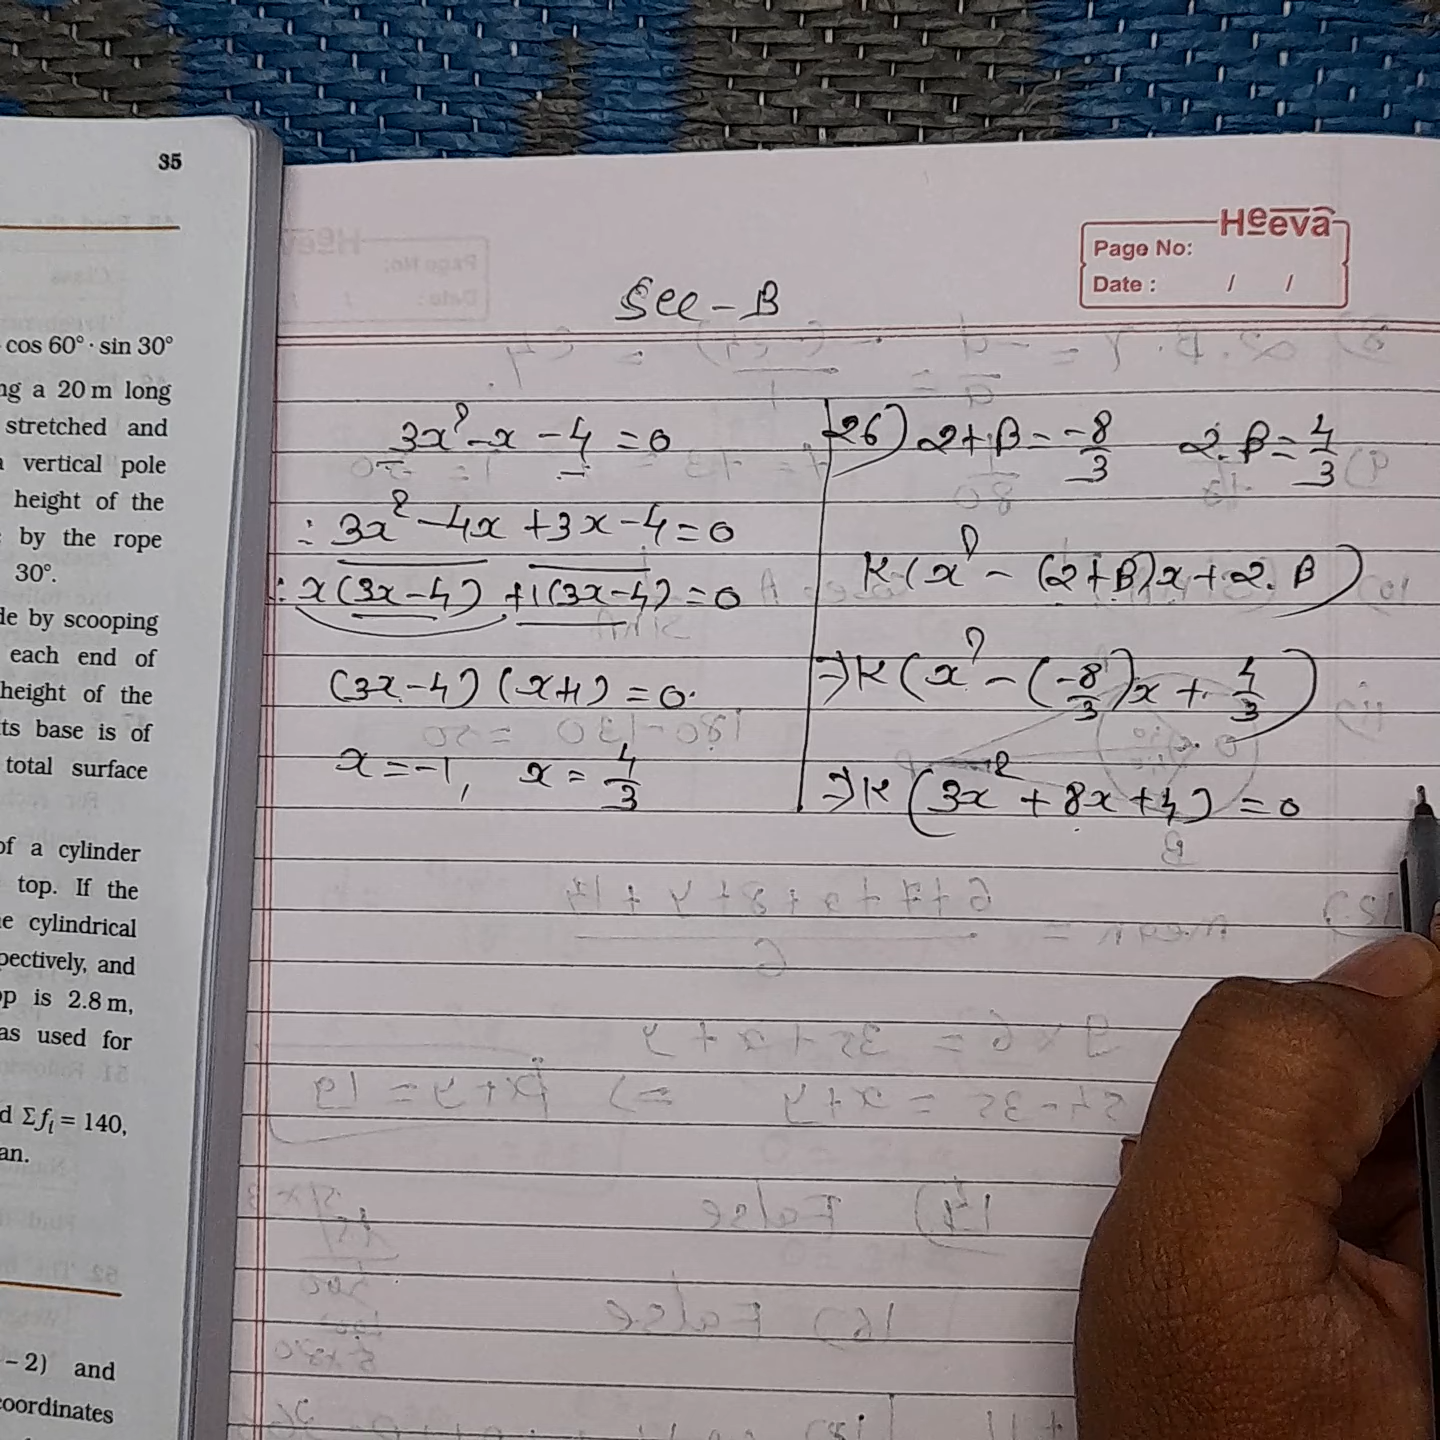 35
cos 60° · sin 30°
ng a 20 m long
stretched and
vertical pole
height of the
by the rope
30°.
de by scooping
each end of
height of the
its base is of
total surface
of a cylinder
top. If the
e cylindrical
pectively, and
op is 2.8 m,
as used for
d Σfᵢ = 140,
an.
– 2) and
coordinates
Heeva
Page No:
Date : / /
Sec - B
3x² - x - 4 = 0
∴ 3x² - 4x + 3x - 4 = 0
∴ x(3x-4) + 1(3x-4) = 0
(3x-4) (x+1) = 0.
x = -1, x = 4/3
26) α+β = -8/3 α.β = 4/3
K(x² - (α+β)x + α.β)
⇒ K(x² - (-8/3)x + 4/3)
⇒ K(3x² + 8x + 4) = 0